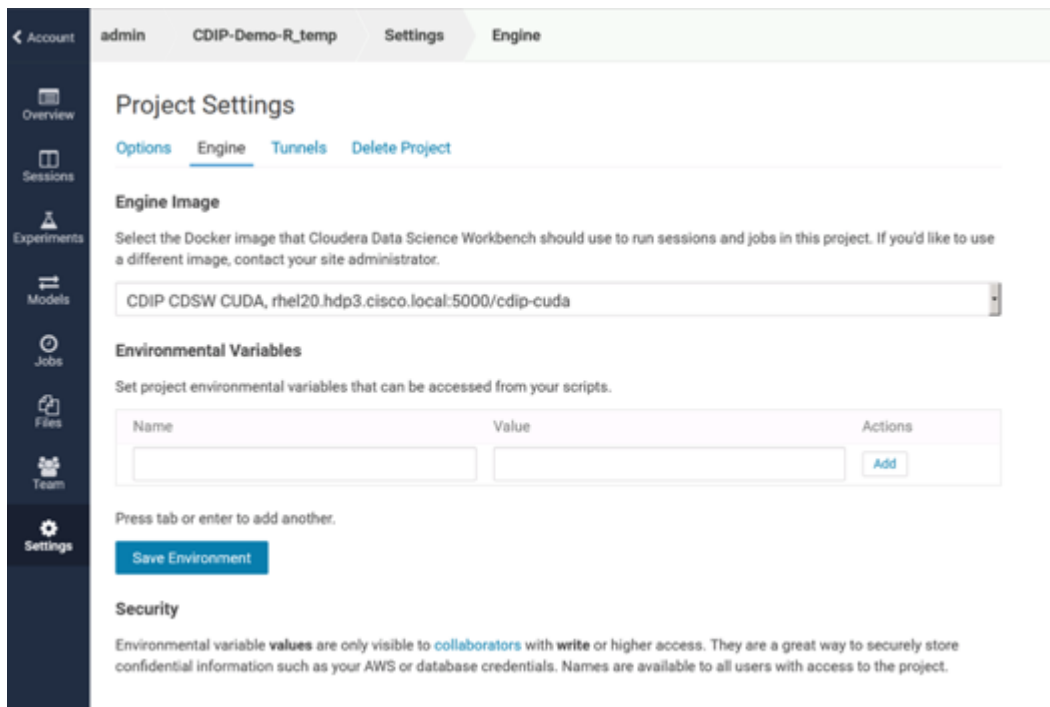 Account
admin CDIP-Demo-R_temp Settings Engine
Overview
Sessions
Experiments
Models
Jobs
Files
Team
Settings
Project Settings
Options Engine Tunnels Delete Project
Engine Image
Select the Docker image that Cloudera Data Science Workbench should use to run sessions and jobs in this project. If you'd like to use
a different image, contact your site administrator.
CDIP CDSW CUDA, rhel20.hdp3.cisco.local:5000/cdip-cuda
Environmental Variables
Set project environmental variables that can be accessed from your scripts.
Name Value Actions
Add
Press tab or enter to add another.
Save Environment
Security
Environmental variable values are only visible to collaborators with write or higher access. They are a great way to securely store
confidential information such as your AWS or database credentials. Names are available to all users with access to the project.